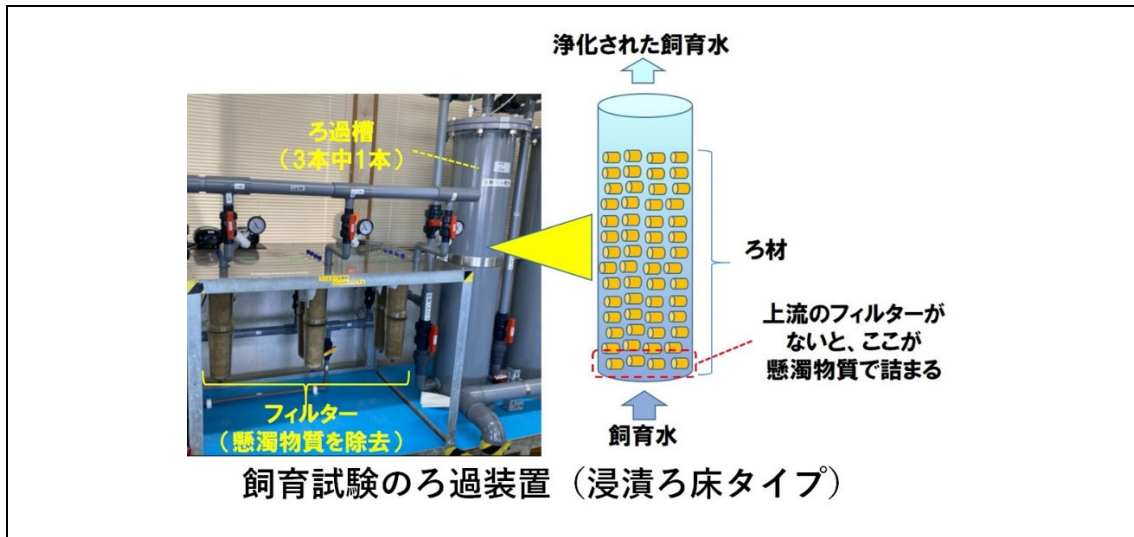 浄化された飼育水
ろ過槽
（3本中1本）
ろ材
上流のフィルターが
ないと、ここが
懸濁物質で詰まる
フィルター
（懸濁物質を除去）
飼育水
飼育試験のろ過装置（浸漬ろ床タイプ）